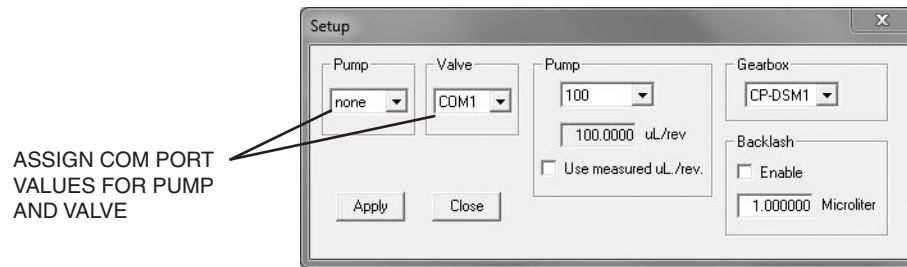 Setup
X
Pump
none
Valve
COM1
Pump
100
100.0000 uL/rev
Use measured uL./rev.
Gearbox
CP-DSM1
Backlash
Enable
1.000000 Microliter
Apply
Close
ASSIGN COM PORT
VALUES FOR PUMP
AND VALVE